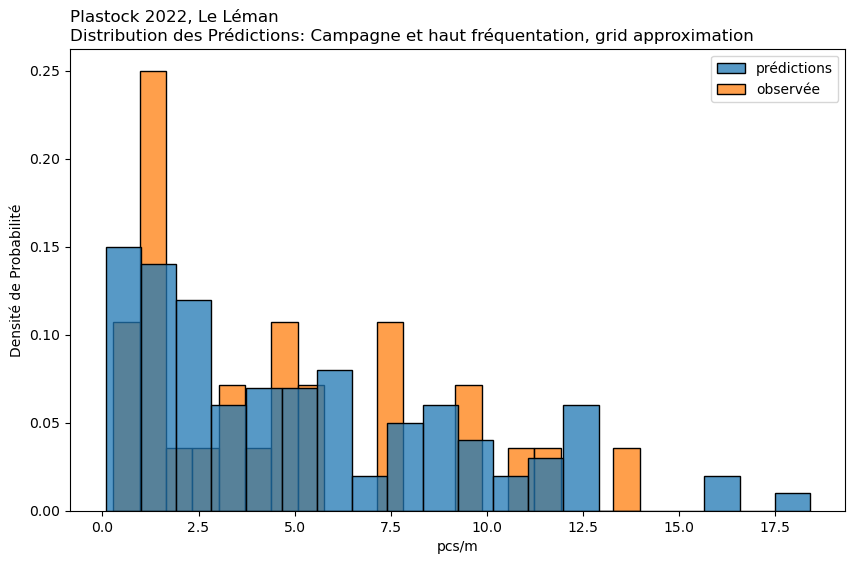 Plastock 2022, Le Léman
Distribution des Prédictions: Campagne et haut fréquentation, grid approximation
prédictions
observée
Densité de Probabilité
0.25
0.20
0.15
0.10
0.05
0.00
0.0 2.5 5.0 7.5 10.0 12.5 15.0 17.5
pcs/m